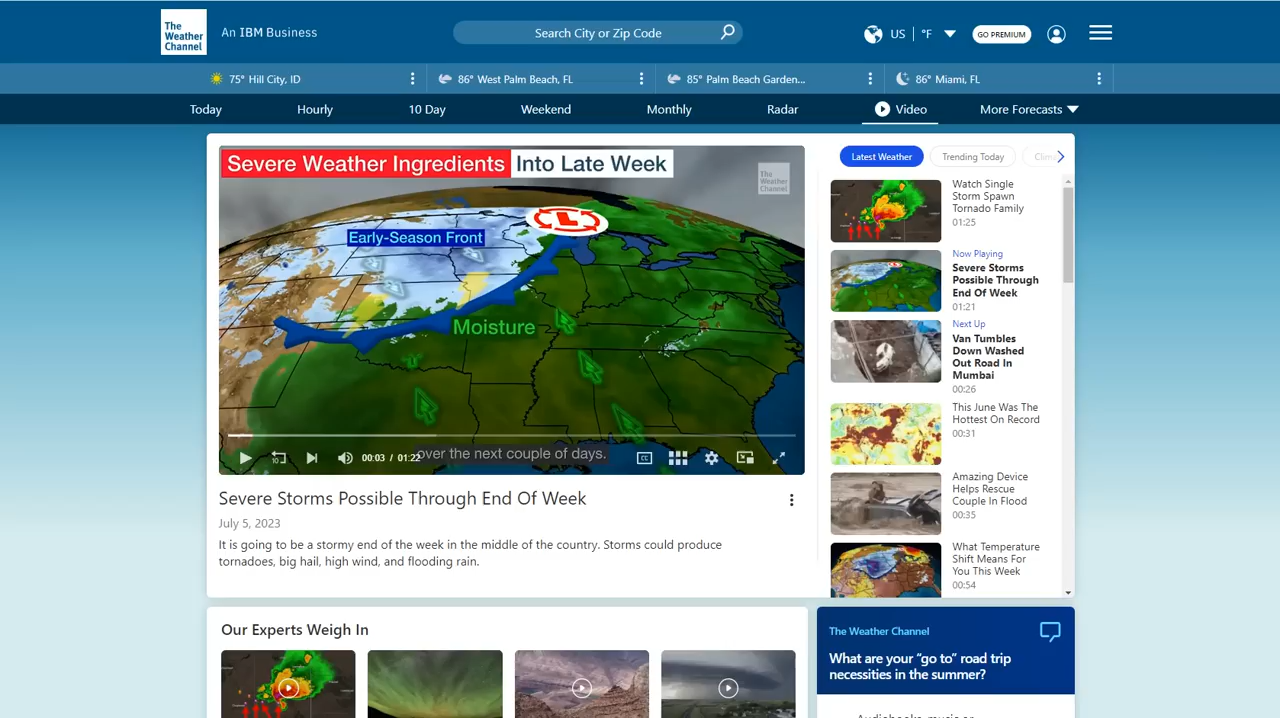 The
Weather
Channel
An IBM Business
Search City or Zip Code
US
°F
GO PREMIUM
75° Hill City, ID
86° West Palm Beach, FL
85° Palm Beach Garden...
86° Miami, FL
Today
Hourly
10 Day
Weekend
Monthly
Radar
Video
More Forecasts
Severe Weather Ingredients Into Late Week
The
Weather
Channel
L
Early-Season Front
Moisture
over the next couple of days.
10
00:03 / 01:22
CC
Severe Storms Possible Through End Of Week
July 5, 2023
It is going to be a stormy end of the week in the middle of the country. Storms could produce
tornadoes, big hail, high wind, and flooding rain.
Latest Weather
Trending Today
Watch Single
Storm Spawn
Tornado Family
01:25
Now Playing
Severe Storms
Possible Through
End Of Week
01:21
Next Up
Van Tumbles
Down Washed
Out Road In
Mumbai
00:26
This June Was The
Hottest On Record
00:31
Amazing Device
Helps Rescue
Couple In Flood
00:35
What Temperature
Shift Means For
You This Week
00:54
Our Experts Weigh In
The Weather Channel
What are your “go to” road trip
necessities in the summer?
Audiobooks, music or